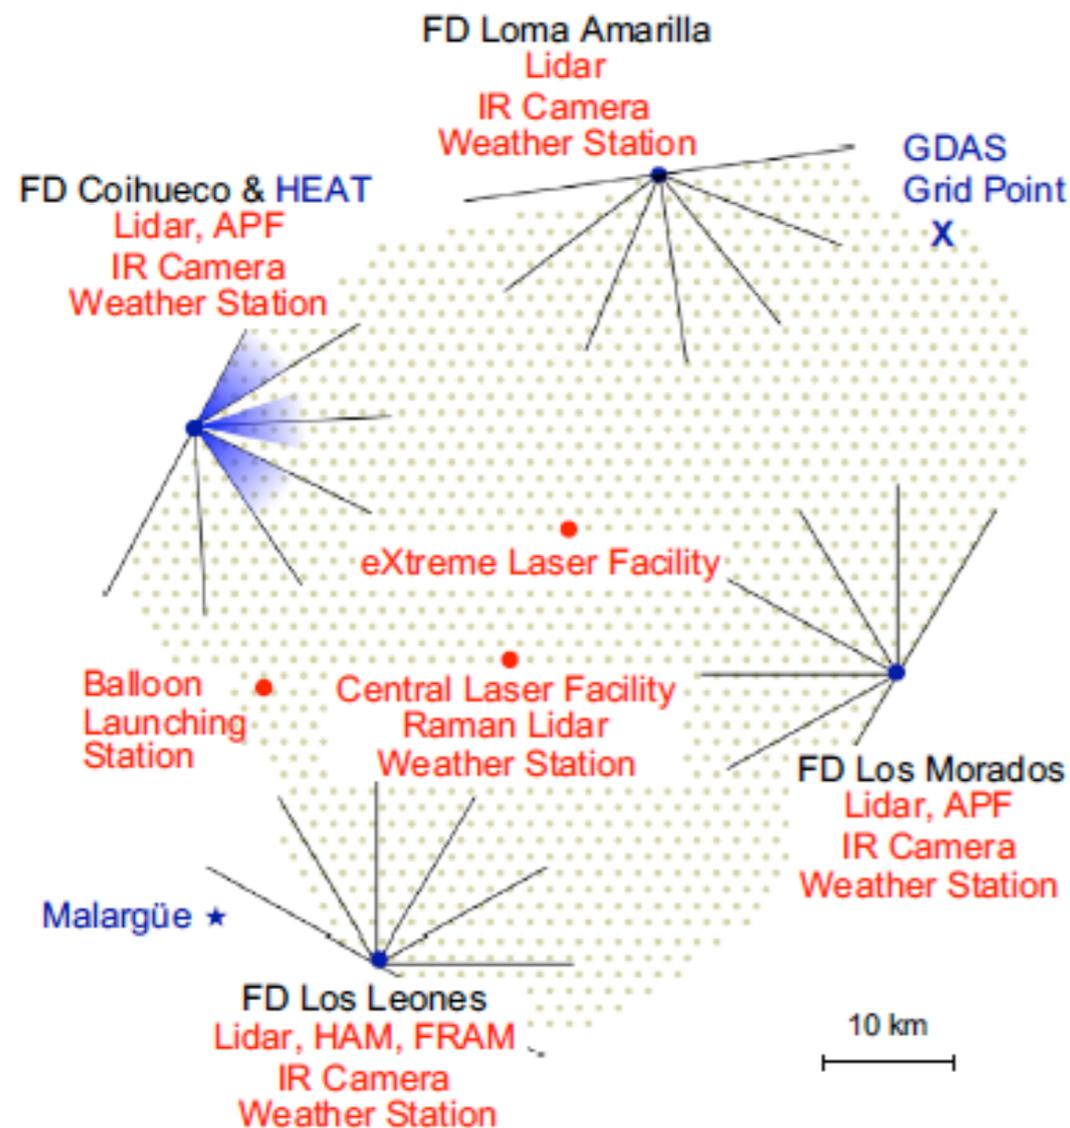 FD Loma Amarilla
Lidar
IR Camera
Weather Station
GDAS
Grid Point
X
FD Coihueco & HEAT
Lidar, APF
IR Camera
Weather Station
eXtreme Laser Facility
Balloon
Launching
Station
Central Laser Facility
Raman Lidar
Weather Station
FD Los Morados
Lidar, APF
IR Camera
Weather Station
Malargüe
FD Los Leones
Lidar, HAM, FRAM
IR Camera
Weather Station
10 km